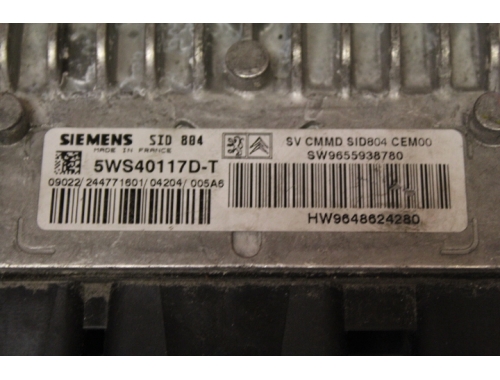 SIEMENS SID 804
MADE IN FRANCE
5WS40117D-T
09022/244771601/04204/005A6
SV CMMD SID804 CEM00
SW9655938780
HW9648624280